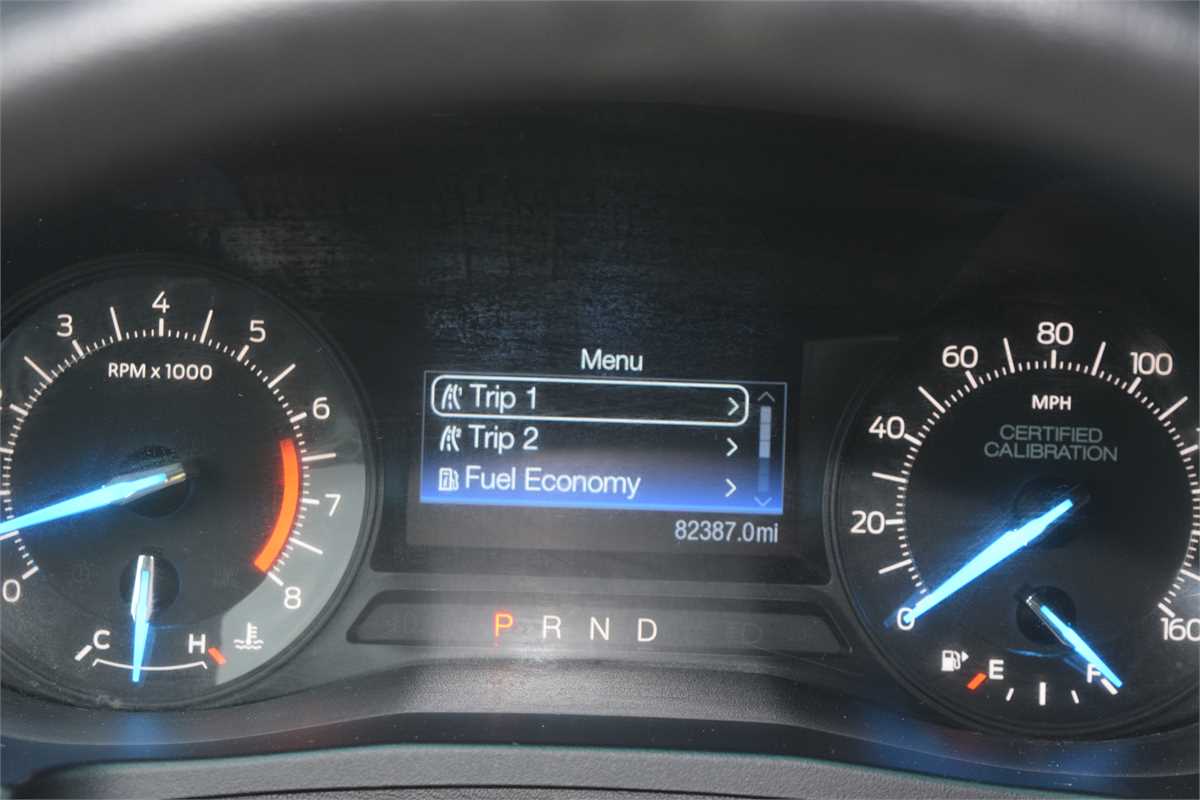 Menu
Trip 1
Trip 2
Fuel Economy
82387.0mi
3
4
5
6
7
8
0
RPM x 1000
C
H
P R N D
0
20
40
60
80
100
160
MPH
CERTIFIED
CALIBRATION
E
F